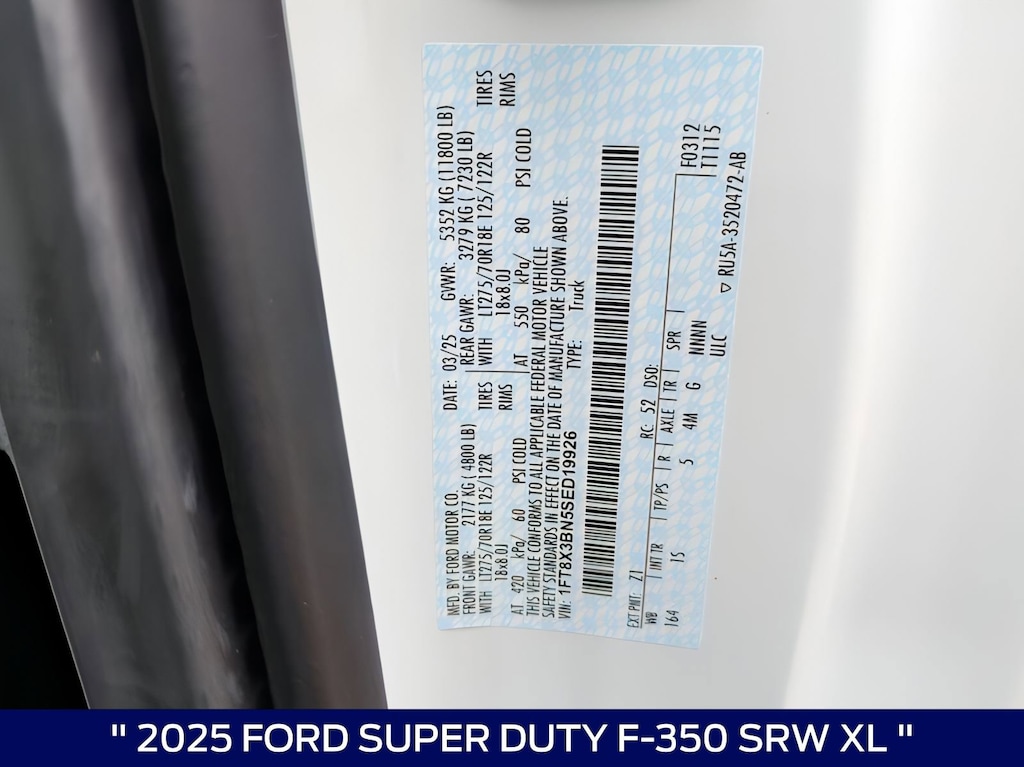 MFD. BY FORD MOTOR CO. DATE: 03/25 GVWR: 5352 KG (11800 LB)
FRONT GAWR: 2177 KG (4800 LB) REAR GAWR: 3279 KG (7230 LB)
WITH LT275/70R18E 125/122R TIRES WITH LT275/70R18E 125/122R TIRES
18x8.0J RIMS 18x8.0J RIMS
AT 420 kPa/ 60 PSI COLD AT 550 kPa/ 80 PSI COLD
THIS VEHICLE CONFORMS TO ALL APPLICABLE FEDERAL MOTOR VEHICLE
SAFETY STANDARDS IN EFFECT ON THE DATE OF MANUFACTURE SHOWN ABOVE.
VIN: 1FT8X3BN5SED19926 TYPE: Truck
EXT PNT: Z1 RC: 52 DSO: F0312
WB INT TR TP/PS R AXLE TR SPR T1115
164 1S 5 4M G NNNN
ULC
▽ RU5A-3520472-AB
" 2025 FORD SUPER DUTY F-350 SRW XL "